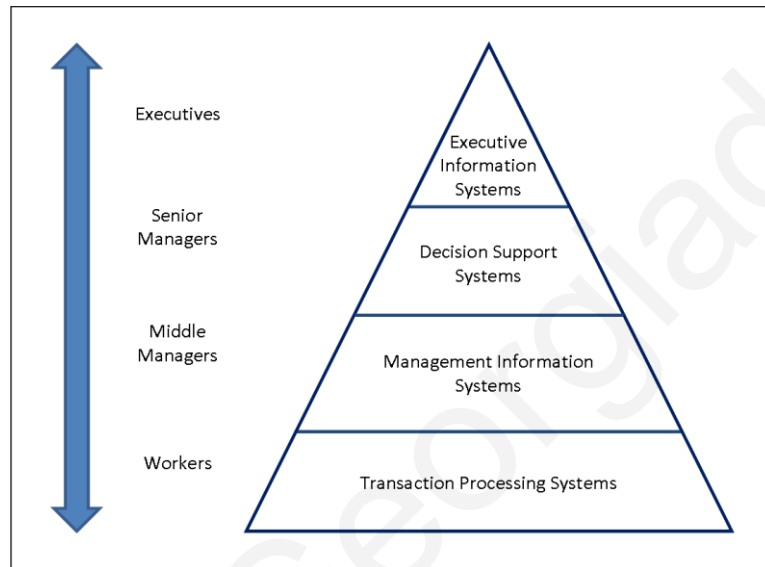 Executives
Executive
Information
Systems
Senior
Managers
Decision Support
Systems
Middle
Managers
Management Information
Systems
Workers
Transaction Processing Systems